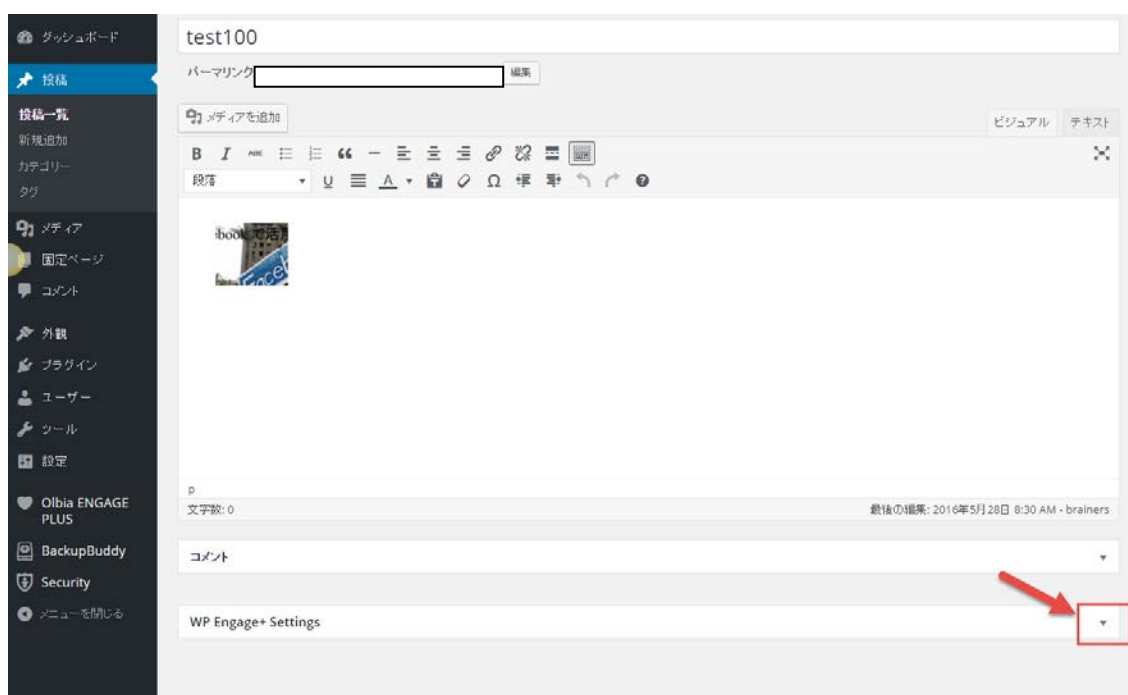 ダッシュボード
投稿
投稿一覧
新規追加
カテゴリー
タグ
メディア
固定ページ
コメント
外観
プラグイン
ユーザー
ツール
設定
Olbia ENGAGE
PLUS
BackupBuddy
Security
メニューを閉じる
test100
パーマリンク 編集
メディアを追加
ビジュアル テキスト
B I ABC
段落 U A Ω
book で活
Faceb
p
文字数: 0 最後の編集: 2016年5月28日 8:30 AM - brainers
コメント
WP Engage+ Settings